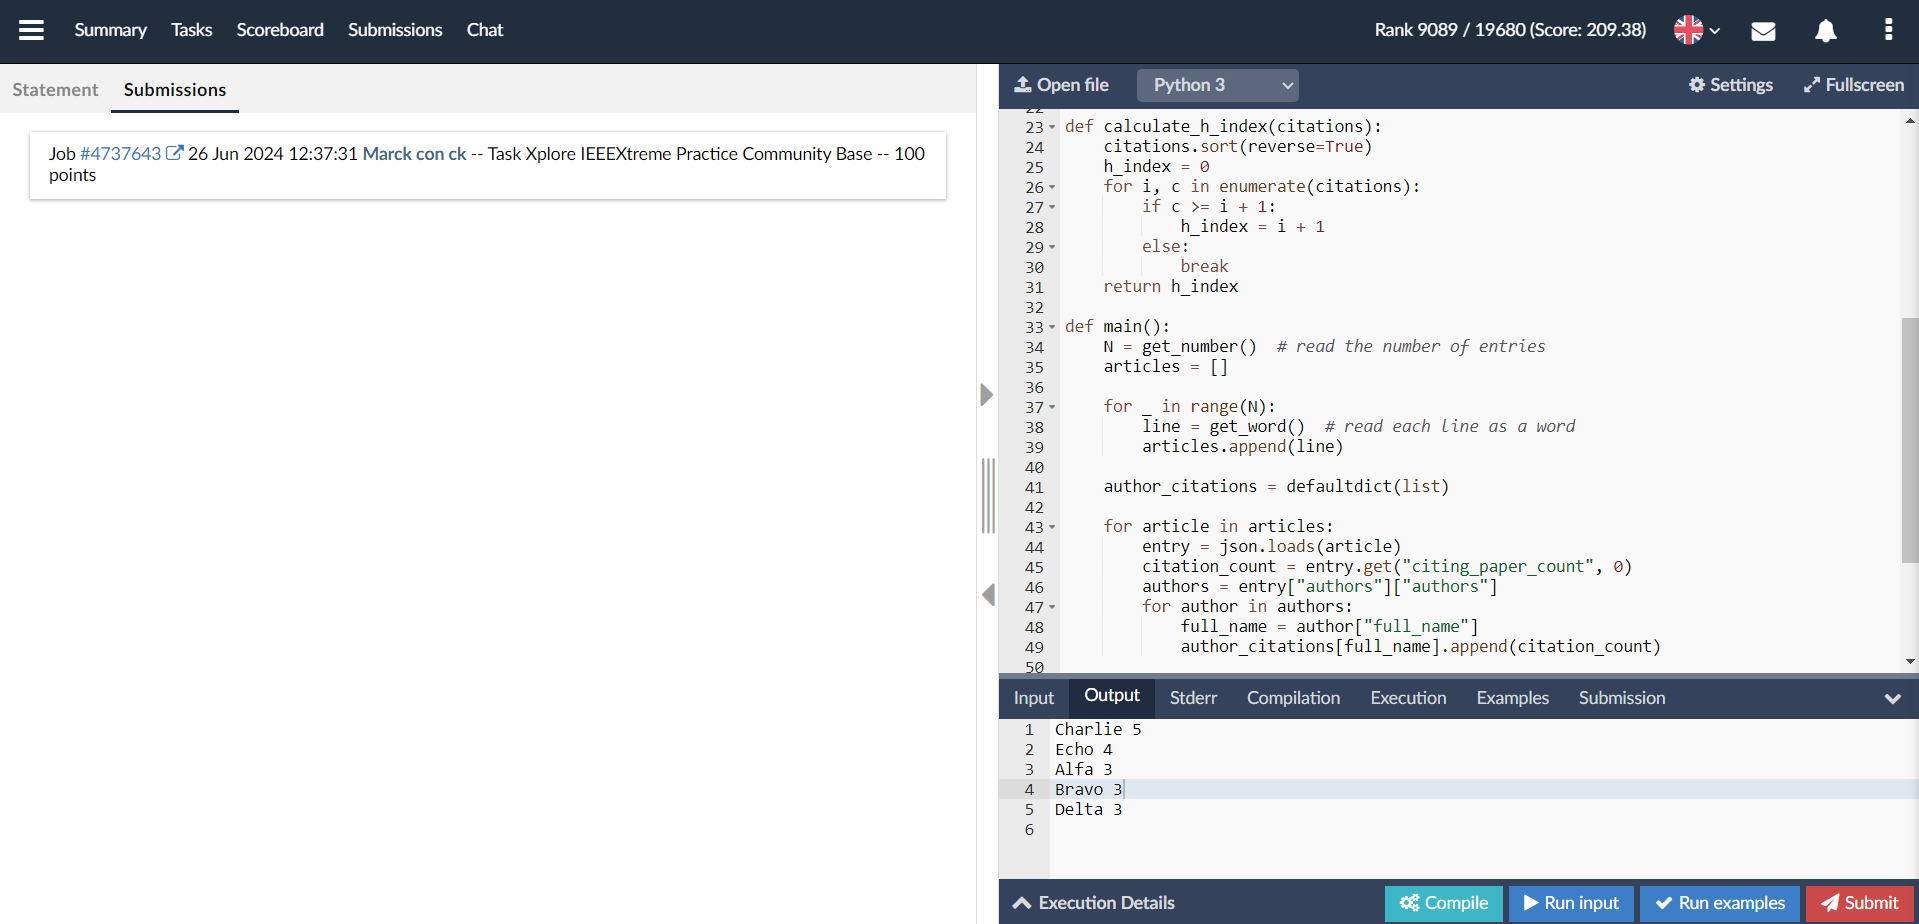 Summary Tasks Scoreboard Submissions Chat Rank 9089 / 19680 (Score: 209.38)
Statement Submissions
Job #4737643 26 Jun 2024 12:37:31 Marck con ck -- Task Xplore IEEEXtreme Practice Community Base -- 100
points
Open file Python 3 Settings Fullscreen
22
23 def calculate_h_index(citations):
24     citations.sort(reverse=True)
25     h_index = 0
26     for i, c in enumerate(citations):
27         if c >= i + 1:
28             h_index = i + 1
29         else:
30             break
31     return h_index
32
33 def main():
34     N = get_number()  # read the number of entries
35     articles = []
36
37     for _ in range(N):
38         line = get_word()  # read each line as a word
39         articles.append(line)
40
41     author_citations = defaultdict(list)
42
43     for article in articles:
44         entry = json.loads(article)
45         citation_count = entry.get("citing_paper_count", 0)
46         authors = entry["authors"]["authors"]
47         for author in authors:
48             full_name = author["full_name"]
49             author_citations[full_name].append(citation_count)
50
Input Output Stderr Compilation Execution Examples Submission
1 Charlie 5
2 Echo 4
3 Alfa 3
4 Bravo 3
5 Delta 3
6
Execution Details Compile Run input Run examples Submit